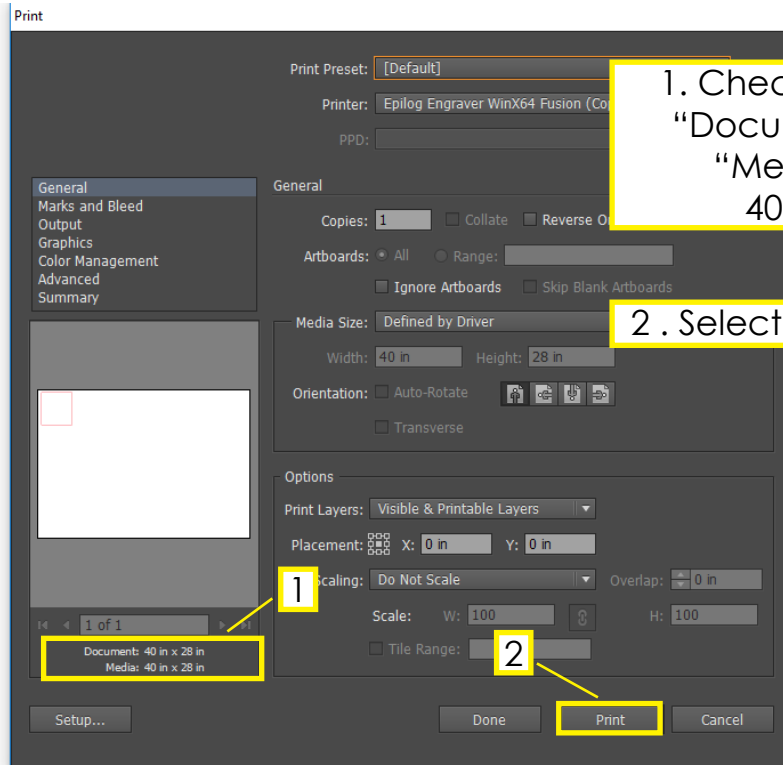 Print
Print Preset: [Default]
Printer: Epilog Engraver WinX64 Fusion
PPD:
1.
40
General
Marks and Bleed
Output
Graphics
Color Management
Advanced
Summary
General
Copies: 1 Collate Reverse
Artboards: All Range:
Ignore Artboards Skip Blank Artboards
Media Size: Defined by Driver
2 . Select
Width: 40 in Height: 28 in
Orientation: Auto-Rotate
Transverse
Options
Print Layers: Visible & Printable Layers
Placement: X: 0 in Y: 0 in
1
Scaling: Do Not Scale Overlap: 0 in
Scale: W: 100 H: 100
Tile Range:
1 of 1
Document: 40 in x 28 in
Media: 40 in x 28 in
2
Setup... Done Print Cancel